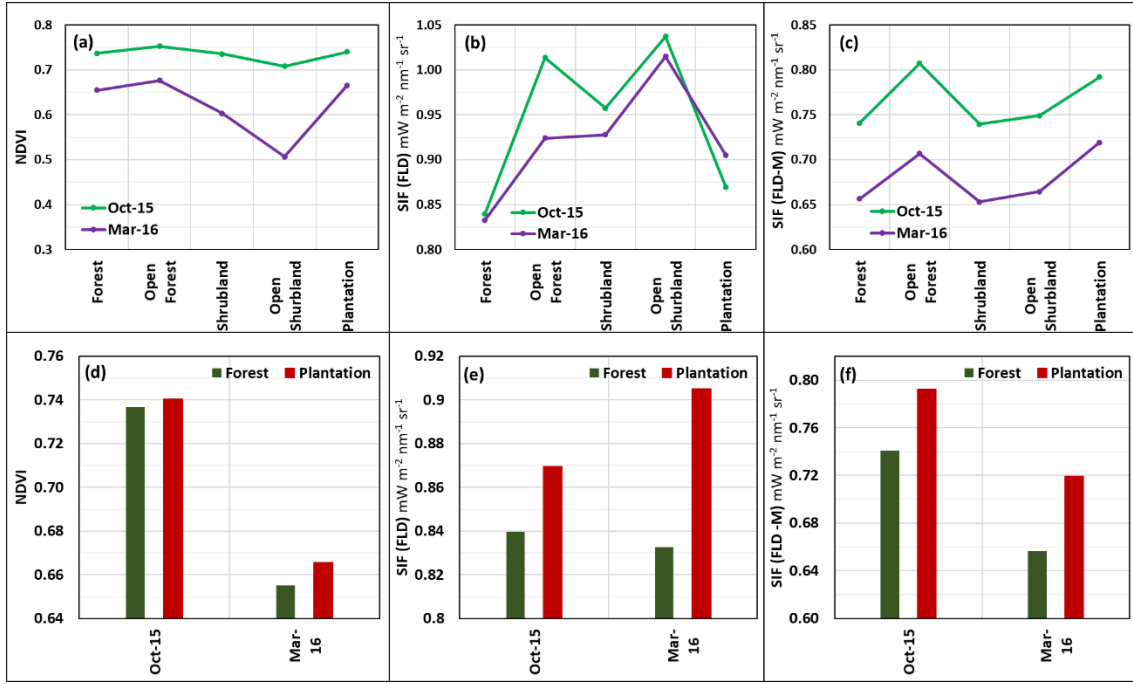 (a)
NDVI
0.8
0.7
0.6
0.5
0.4
0.3
Oct-15
Mar-16
Forest
Open
Forest
Shrubland
Open
Shurbland
Plantation
(b)
SIF (FLD) mW m-2 nm-1 sr-1
1.05
1.00
0.95
0.90
0.85
0.80
Oct-15
Mar-16
Forest
Open
Forest
Shrubland
Open
Shurbland
Plantation
(c)
SIF (FLD-M) mW m-2 nm-1 sr-1
0.85
0.80
0.75
0.70
0.65
0.60
Oct-15
Mar-16
Forest
Open
Forest
Shrubland
Open
Shurbland
Plantation
(d)
Forest Plantation
NDVI
0.76
0.74
0.72
0.70
0.68
0.66
0.64
Oct-15
Mar-
16
(e)
Forest Plantation
SIF (FLD) mW m-2 nm-1 sr-1
0.92
0.9
0.88
0.86
0.84
0.82
0.8
Oct-15
Mar-
16
(f)
Forest Plantation
SIF (FLD -M) mW m-2 nm-1 sr-1
0.80
0.76
0.72
0.68
0.64
0.60
Oct-15
Mar-
16